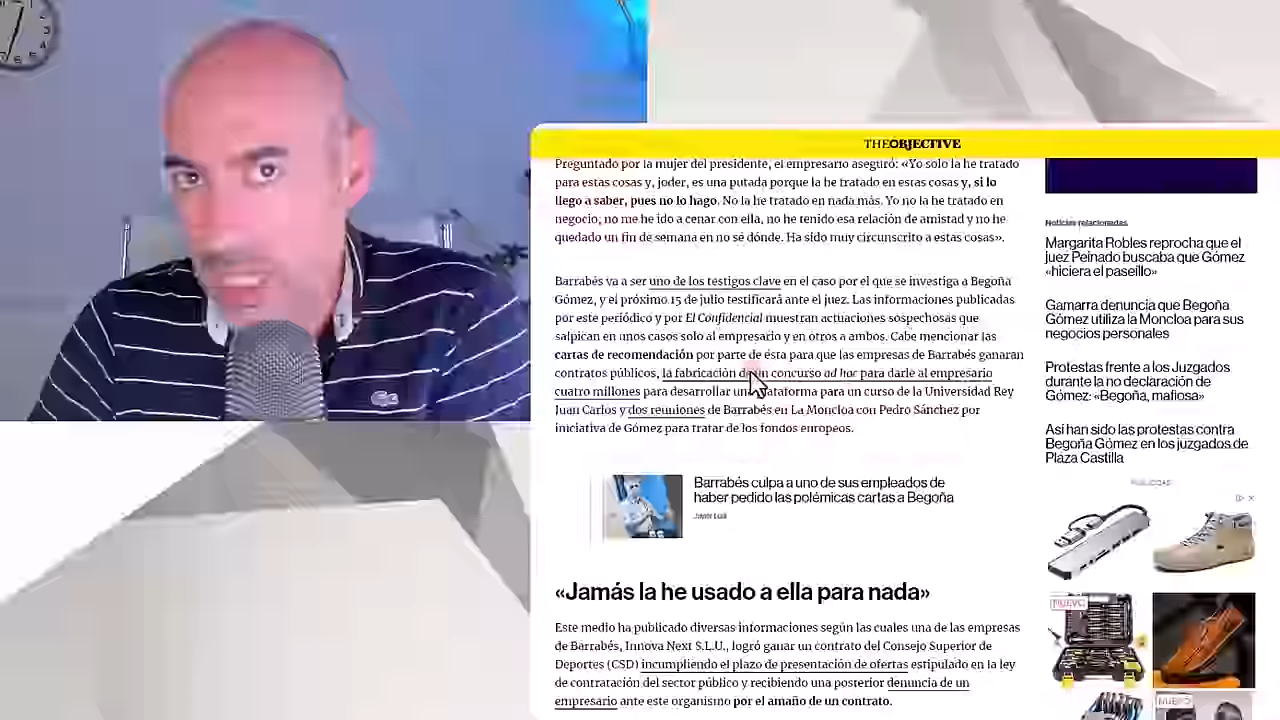 THEOBJECTIVE
Preguntado por la mujer del presidente, el empresario aseguró: «Yo solo la he tratado
para estas cosas y, joder, es una putada porque la he tratado en estas cosas y, si lo
llego a saber, pues no lo hago. No la he tratado en nada más. Yo no la he tratado en
negocio; no me he ido a cenar con ella, no he tenido esa relación de amistad y no he
quedado un fin de semana en no sé dónde. Ha sido muy circunscrito a estas cosas».
Barrabés va a ser uno de los testigos clave en el caso por el que se investiga a Begoña
Gómez, y el próximo 15 de julio testificará ante el juez. Las informaciones publicadas
por este periódico y por El Confidencial muestran actuaciones sospechosas que
salpican en unos casos solo al empresario y en otros a ambos. Cabe mencionar las
cartas de recomendación por parte de ésta para que las empresas de Barrabés ganaran
contratos públicos, la fabricación de un concurso ad hoc para darle al empresario
cuatro millones para desarrollar una plataforma para un curso de la Universidad Rey
Juan Carlos y dos reuniones de Barrabés en La Moncloa con Pedro Sánchez por
iniciativa de Gómez para tratar de los fondos europeos.
Barrabés culpa a uno de sus empleados de
haber pedido las polémicas cartas a Begoña
«Jamás la he usado a ella para nada»
Este medio ha publicado diversas informaciones según las cuales una de las empresas
de Barrabés, Innova Next S.L.U., logró ganar un contrato del Consejo Superior de
Deportes (CSD) incumpliendo el plazo de presentación de ofertas estipulado en la ley
de contratación del sector público y recibiendo una posterior denuncia de un
empresario ante este organismo por el amaño de un contrato.
Noticias relacionadas
Margarita Robles reprocha que el
juez Peinado buscaba que Gómez
«hiciera el paseíllo»
Gamarra denuncia que Begoña
Gómez utiliza la Moncloa para sus
negocios personales
Protestas frente a los Juzgados
durante la no declaración de
Gómez: «Begoña, mafiosa»
Así han sido las protestas contra
Begoña Gómez en los juzgados de
Plaza Castilla
PUBLICIDAD
NUEVO
NUEVO